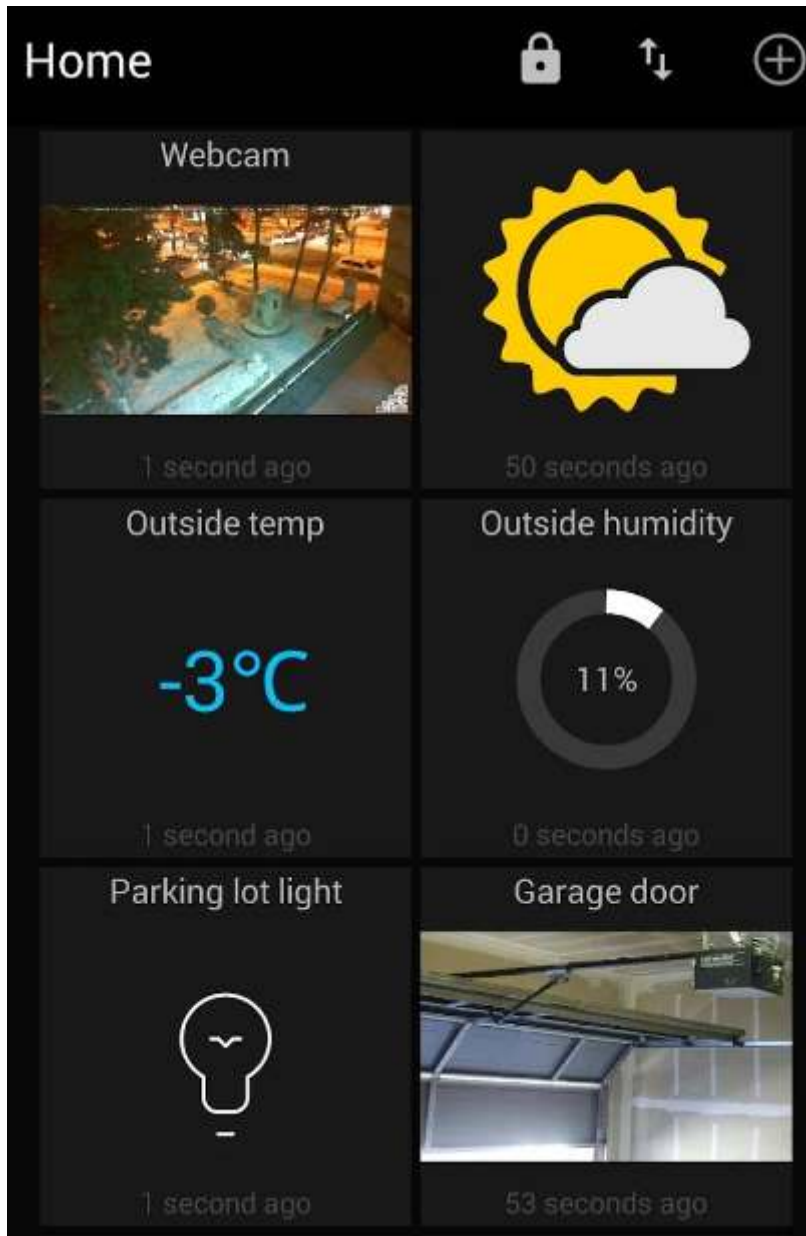 Home
Webcam
1 second ago
50 seconds ago
Outside temp
Outside humidity
-3°C
11%
1 second ago
0 seconds ago
Parking lot light
Garage door
1 second ago
53 seconds ago